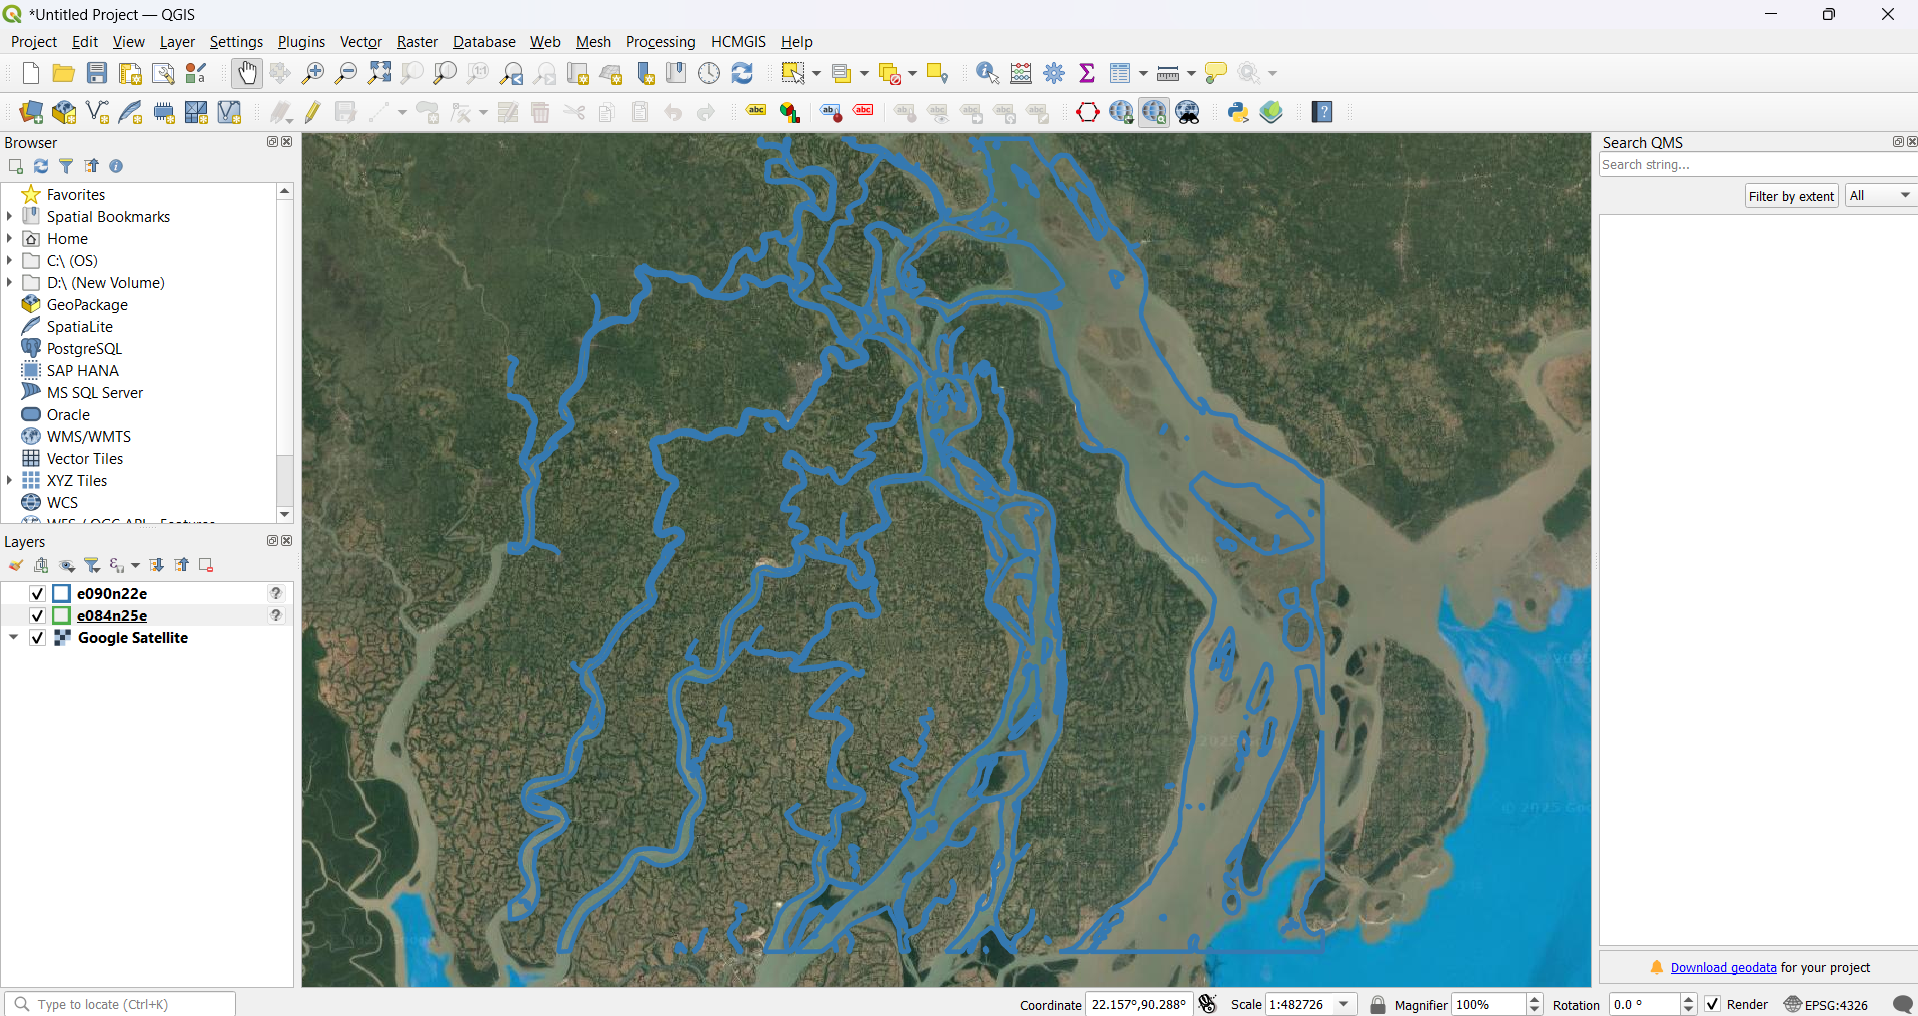 *Untitled Project — QGIS
Project Edit View Layer Settings Plugins Vector Raster Database Web Mesh Processing HCMGIS Help
Browser
Favorites
Spatial Bookmarks
Home
C:\ (OS)
D:\ (New Volume)
GeoPackage
SpatiaLite
PostgreSQL
SAP HANA
MS SQL Server
Oracle
WMS/WMTS
Vector Tiles
XYZ Tiles
WCS
Layers
e090n22e
e084n25e
Google Satellite
Search QMS
Search string...
Filter by extent All
Download geodata for your project
Type to locate (Ctrl+K)
Coordinate 22.157°,90.288° Scale 1:482726 Magnifier 100% Rotation 0.0 ° Render EPSG:4326